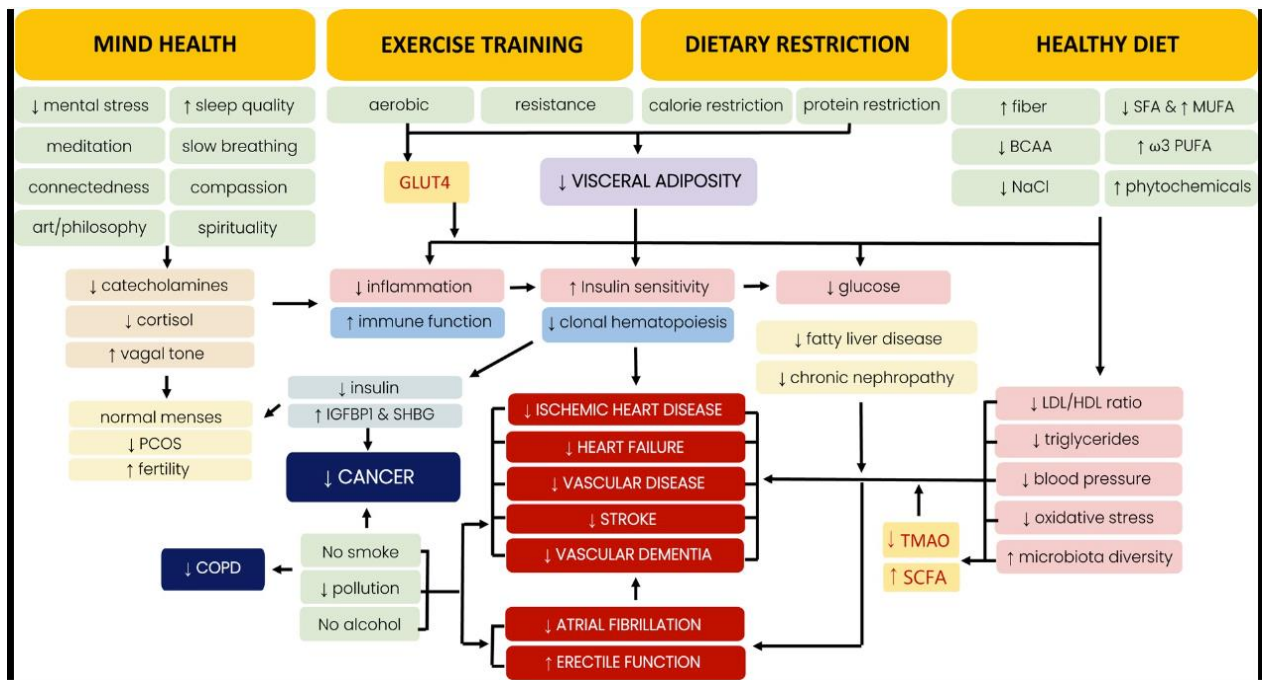 MIND HEALTH
EXERCISE TRAINING
DIETARY RESTRICTION
HEALTHY DIET
↓ mental stress
↑ sleep quality
aerobic
resistance
calorie restriction
protein restriction
↑ fiber
↓ SFA & ↑ MUFA
meditation
slow breathing
↓ BCAA
↑ ω3 PUFA
connectedness
compassion
GLUT4
↓ VISCERAL ADIPOSITY
↓ NaCl
↑ phytochemicals
art/philosophy
spirituality
↓ catecholamines
↓ inflammation
↑ Insulin sensitivity
↓ glucose
↓ cortisol
↑ immune function
↓ clonal hematopoiesis
↑ vagal tone
↓ fatty liver disease
↓ chronic nephropathy
↓ insulin
↑ IGFBP1 & SHBG
normal menses
↓ PCOS
↑ fertility
↓ ISCHEMIC HEART DISEASE
↓ HEART FAILURE
↓ VASCULAR DISEASE
↓ STROKE
↓ VASCULAR DEMENTIA
↓ LDL/HDL ratio
↓ triglycerides
↓ blood pressure
↓ oxidative stress
↑ microbiota diversity
↓ CANCER
↓ TMAO
↑ SCFA
↓ COPD
No smoke
↓ pollution
No alcohol
↓ ATRIAL FIBRILLATION
↑ ERECTILE FUNCTION